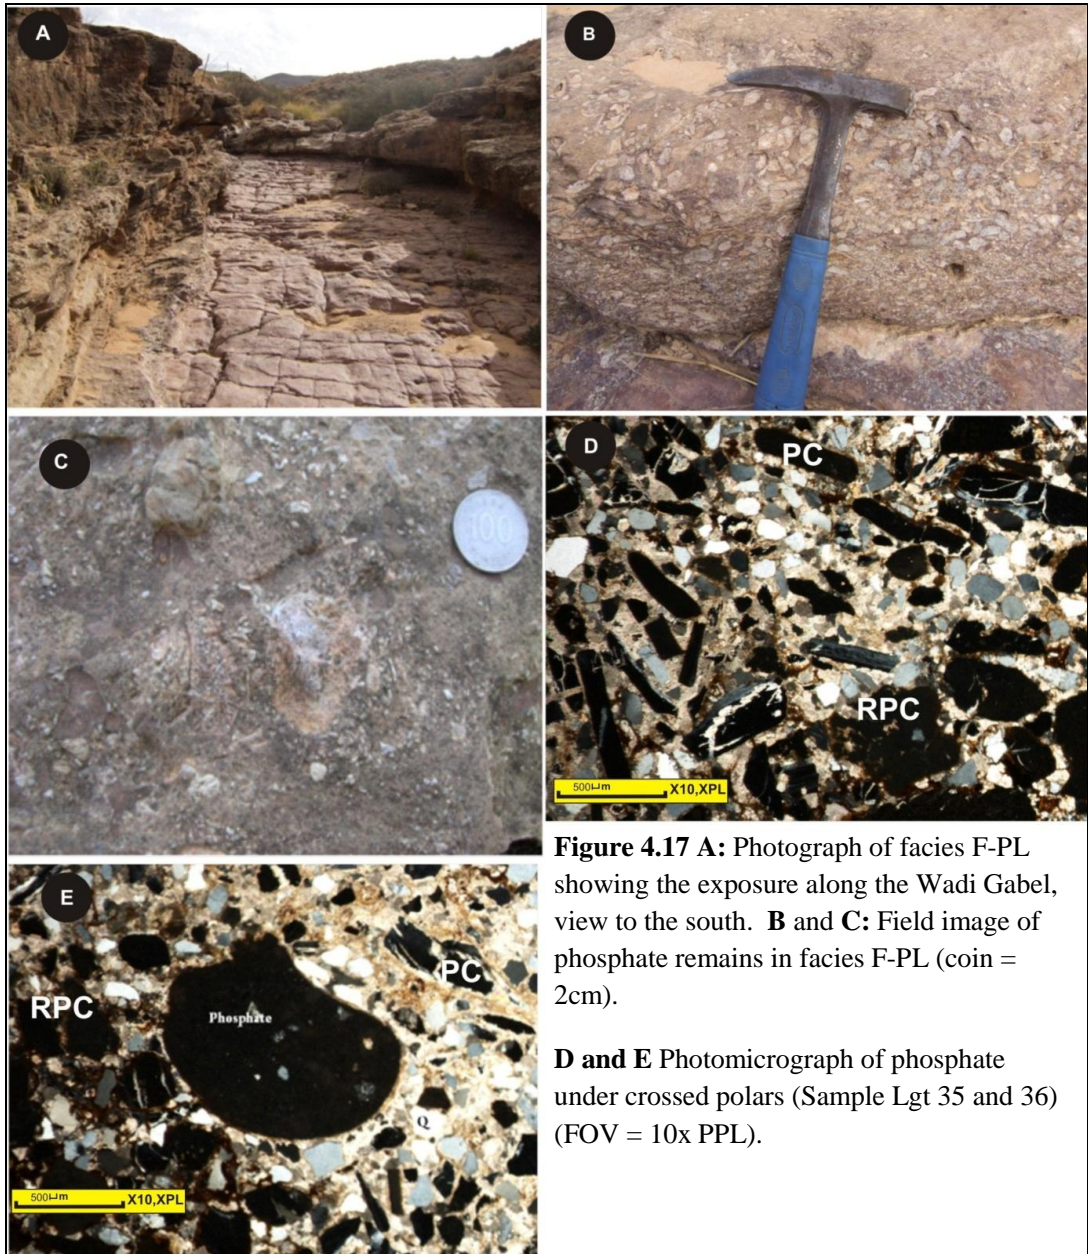 A
B
C
100
D
PC
RPC
500μm X10,XPL
E
RPC
PC
Phosphate
Q
500μm X10,XPL
Figure 4.17 A: Photograph of facies F-PL
showing the exposure along the Wadi Gabel,
view to the south. B and C: Field image of
phosphate remains in facies F-PL (coin =
2cm).
D and E Photomicrograph of phosphate
under crossed polars (Sample Lgt 35 and 36)
(FOV = 10x PPL).